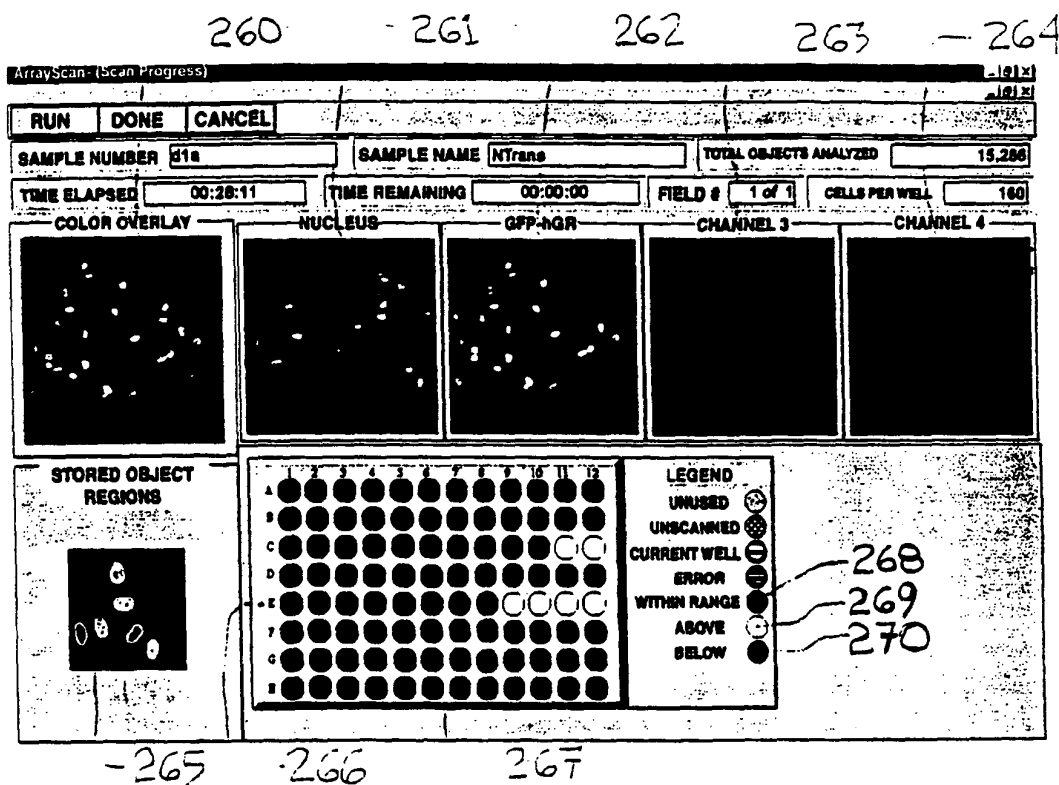 260 261 262 263 264
ArrayScan- (Scan Progress)
RUN DONE CANCEL
SAMPLE NUMBER d1a SAMPLE NAME NTrans TOTAL OBJECTS ANALYZED 15,286
TIME ELAPSED 00:28:11 TIME REMAINING 00:00:00 FIELD # 1 of 1 CELLS PER WELL 160
COLOR OVERLAY NUCLEUS GFP-hGR CHANNEL 3 CHANNEL 4
STORED OBJECT
REGIONS
1 2 3 4 5 6 7 8 9 10 11 12
A
B
C
D
E
F
G
H
LEGEND
UNUSED
UNSCANNED
CURRENT WELL
ERROR
WITHIN RANGE
ABOVE
BELOW
268
269
270
265 266 267